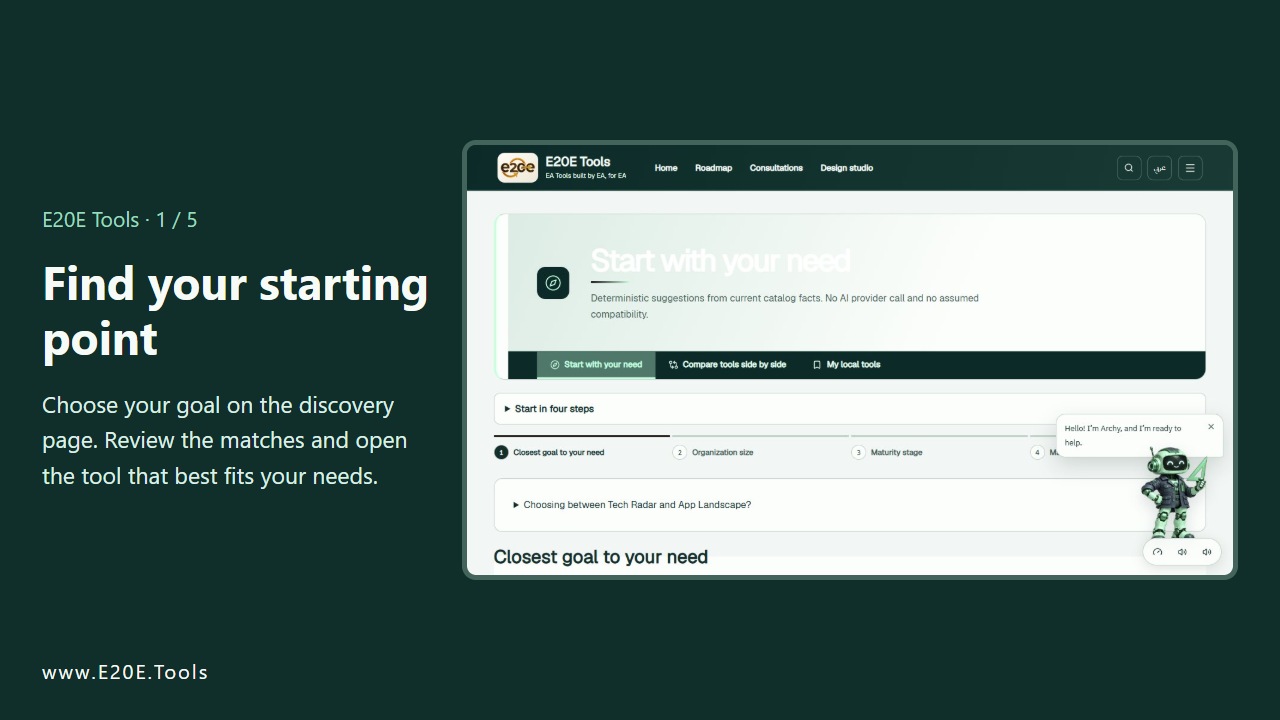 E20E Tools · 1 / 5
Find your starting
point
Choose your goal on the discovery
page. Review the matches and open
the tool that best fits your needs.
www.E20E.Tools
e20e
E20E Tools
EA Tools built by EA, for EA
Home
Roadmap
Consultations
Design studio
عربي
Start with your need
Deterministic suggestions from current catalog facts. No AI provider call and no assumed
compatibility.
Start with your need
Compare tools side by side
My local tools
Start in four steps
1 Closest goal to your need
2 Organization size
3 Maturity stage
4
Hello! I'm Archy, and I'm ready to
help.
Choosing between Tech Radar and App Landscape?
Closest goal to your need